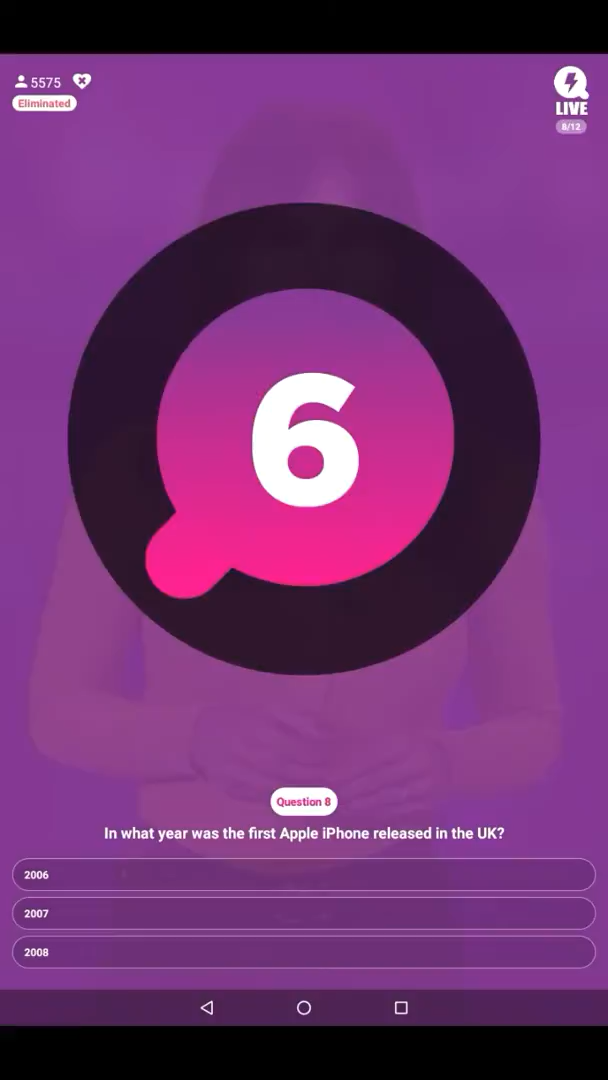 5575
Eliminated
LIVE
8/12
6
Question 8
In what year was the first Apple iPhone released in the UK?
2006
2007
2008